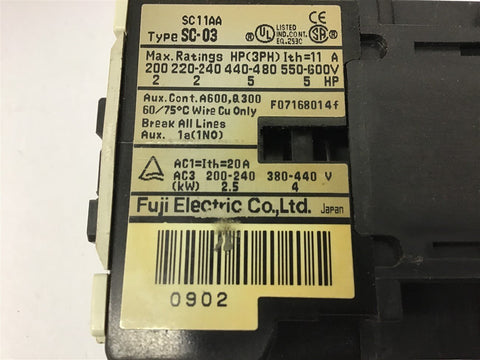 SC11AA
Type SC-03
UL LISTED
IND.CONT.
EQ.293C
Max. Ratings HP(3PH) Ith=11 A
200 220-240 440-480 550-600V
2 2 5 5 HP
Aux.Cont.A600,Q300
60/75°C Wire Cu Only
Break All Lines
Aux. 1a(1NO)
F07168014f
AC1=Ith=20A
AC3 200-240 380-440 V
(kW) 2.5 4
Fuji Electric Co.,Ltd. Japan
0902